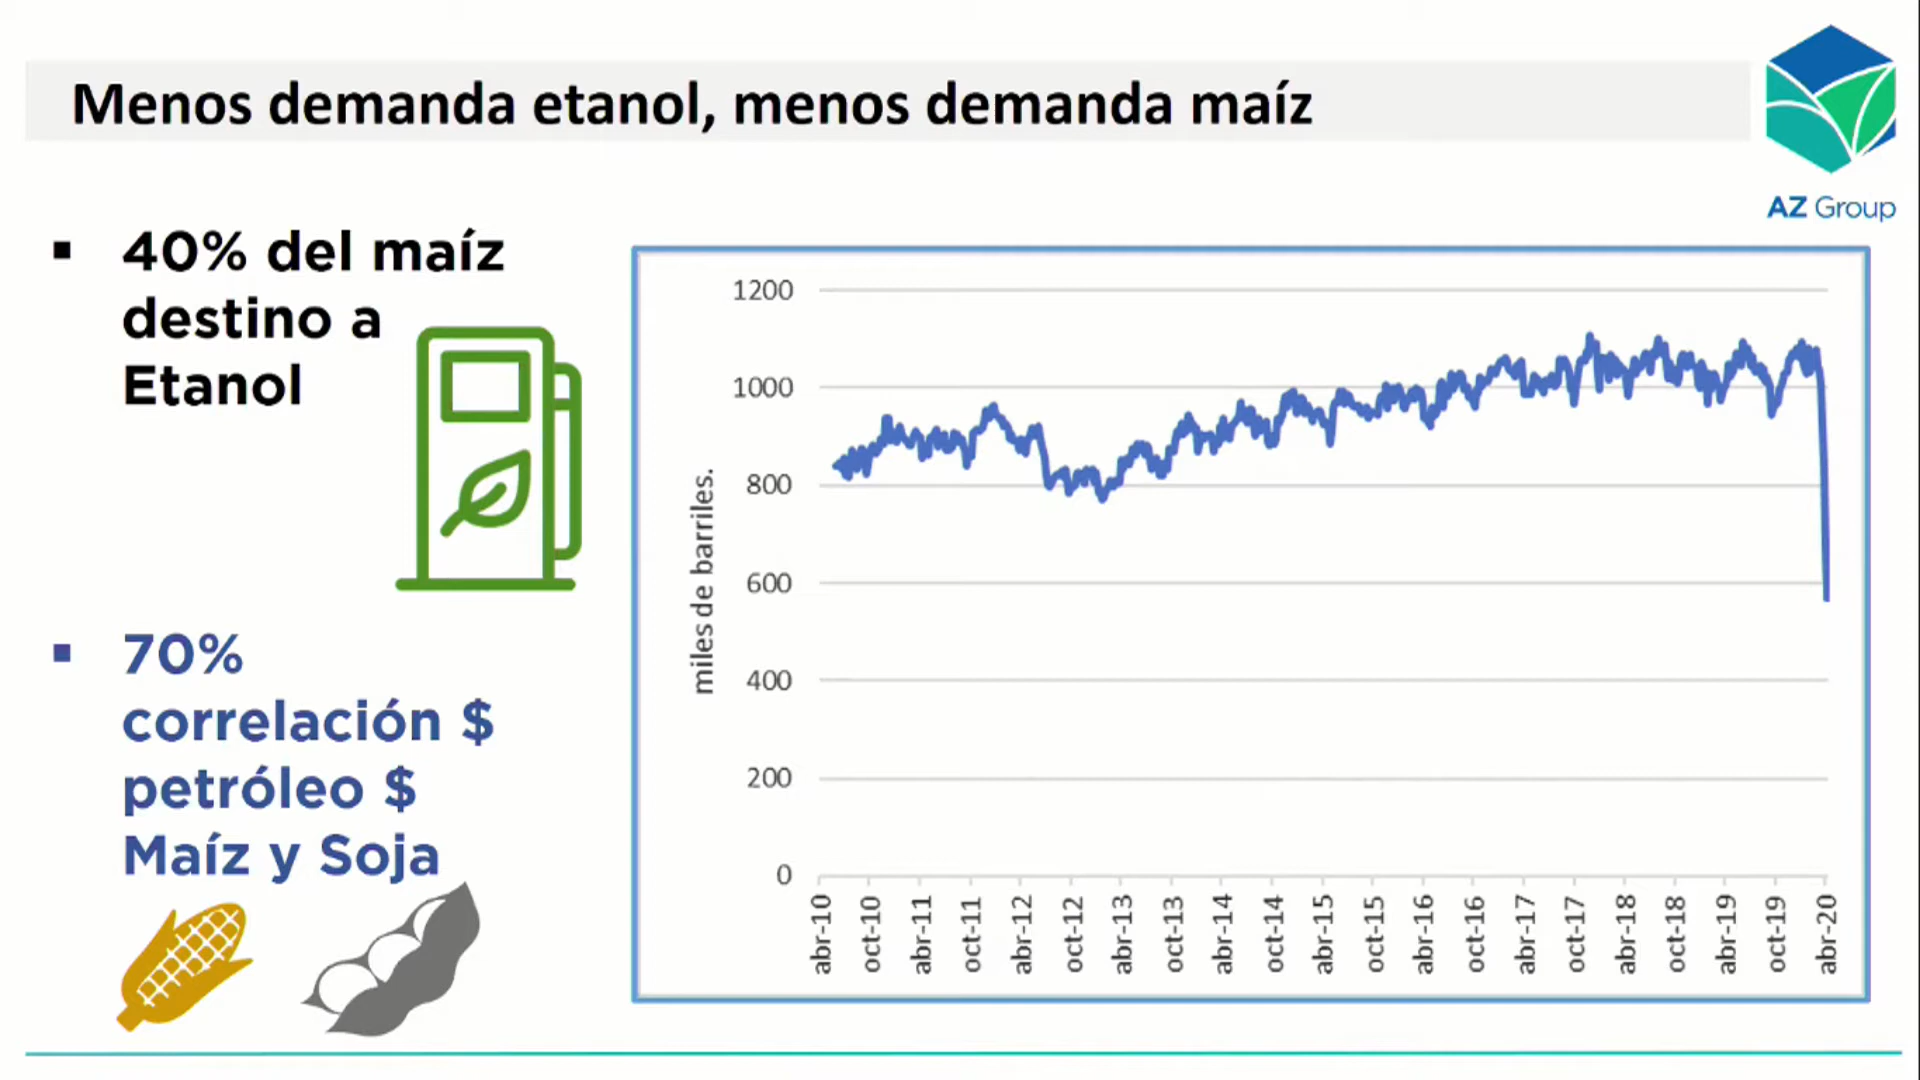 Menos demanda etanol, menos demanda maíz
AZ Group
▪ 40% del maíz
destino a
Etanol
▪ 70%
correlación $
petróleo $
Maíz y Soja
miles de barriles.
1200
1000
800
600
400
200
0
abr-10
oct-10
abr-11
oct-11
abr-12
oct-12
abr-13
oct-13
abr-14
oct-14
abr-15
oct-15
abr-16
oct-16
abr-17
oct-17
abr-18
oct-18
abr-19
oct-19
abr-20